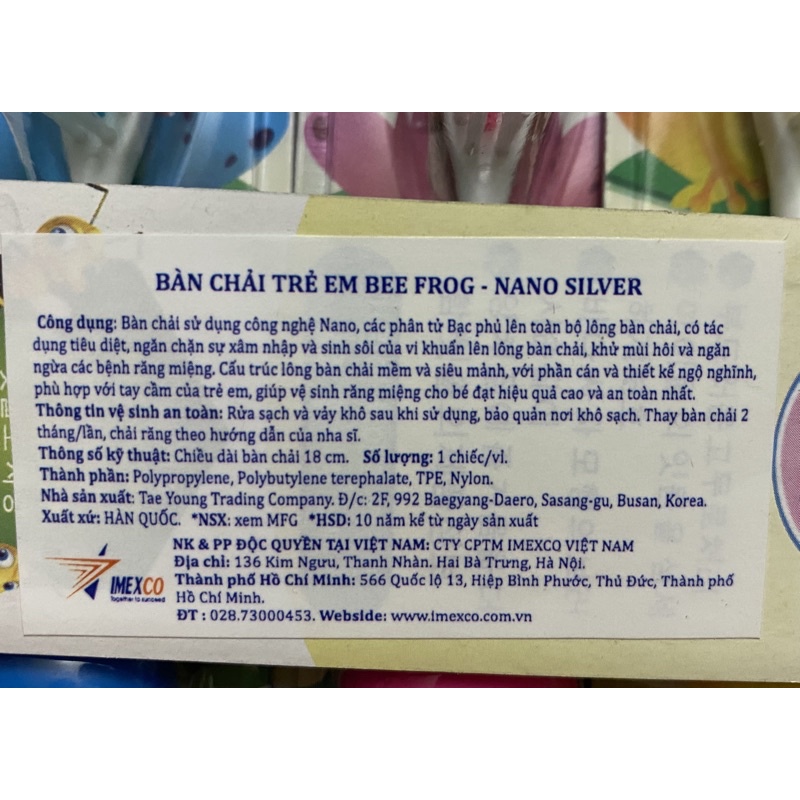 BÀN CHẢI TRẺ EM BEE FROG - NANO SILVER
Công dụng: Bàn chải sử dụng công nghệ Nano, các phân tử Bạc phủ lên toàn bộ lông bàn chải, có tác
dụng tiêu diệt, ngăn chặn sự xâm nhập và sinh sôi của vi khuẩn lên lông bàn chải, khử mùi hôi và ngăn
ngừa các bệnh răng miệng. Cấu trúc lông bàn chải mềm và siêu mảnh, với phần cán và thiết kế ngộ nghĩnh,
phù hợp với tay cầm của trẻ em, giúp vệ sinh răng miệng cho bé đạt hiệu quả cao và an toàn nhất.
Thông tin vệ sinh an toàn: Rửa sạch và vảy khô sau khi sử dụng, bảo quản nơi khô sạch. Thay bàn chải 2
tháng/lần, chải răng theo hướng dẫn của nha sĩ.
Thông số kỹ thuật: Chiều dài bàn chải 18 cm. Số lượng: 1 chiếc/vỉ.
Thành phần: Polypropylene, Polybutylene terephalate, TPE, Nylon.
Nhà sản xuất: Tae Young Trading Company. Đ/c: 2F, 992 Baegyang-Daero, Sasang-gu, Busan, Korea.
Xuất xứ: HÀN QUỐC. *NSX: xem MFG *HSD: 10 năm kể từ ngày sản xuất
NK & PP ĐỘC QUYỀN TẠI VIỆT NAM: CTY CPTM IMEXCO VIỆT NAM
Địa chỉ: 136 Kim Ngưu, Thanh Nhàn. Hai Bà Trưng, Hà Nội.
Thành phố Hồ Chí Minh: 566 Quốc lộ 13, Hiệp Bình Phước, Thủ Đức, Thành phố
Hồ Chí Minh.
ĐT : 028.73000453. Webside: www.imexco.com.vn
IMEXCO
Together to succeed